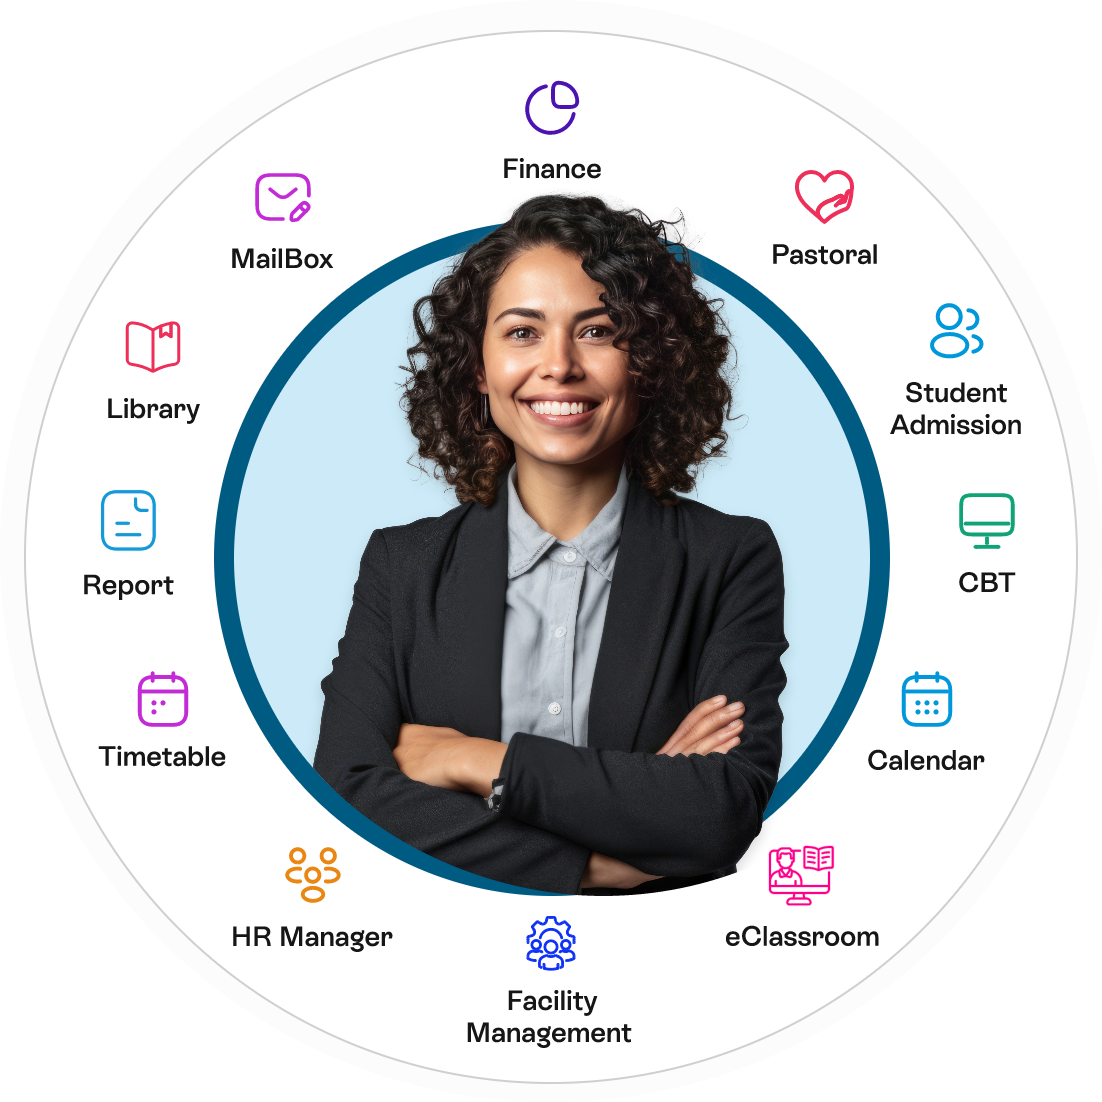 Finance
MailBox
Pastoral
Library
Student
Admission
Report
CBT
Timetable
Calendar
HR Manager
eClassroom
Facility
Management